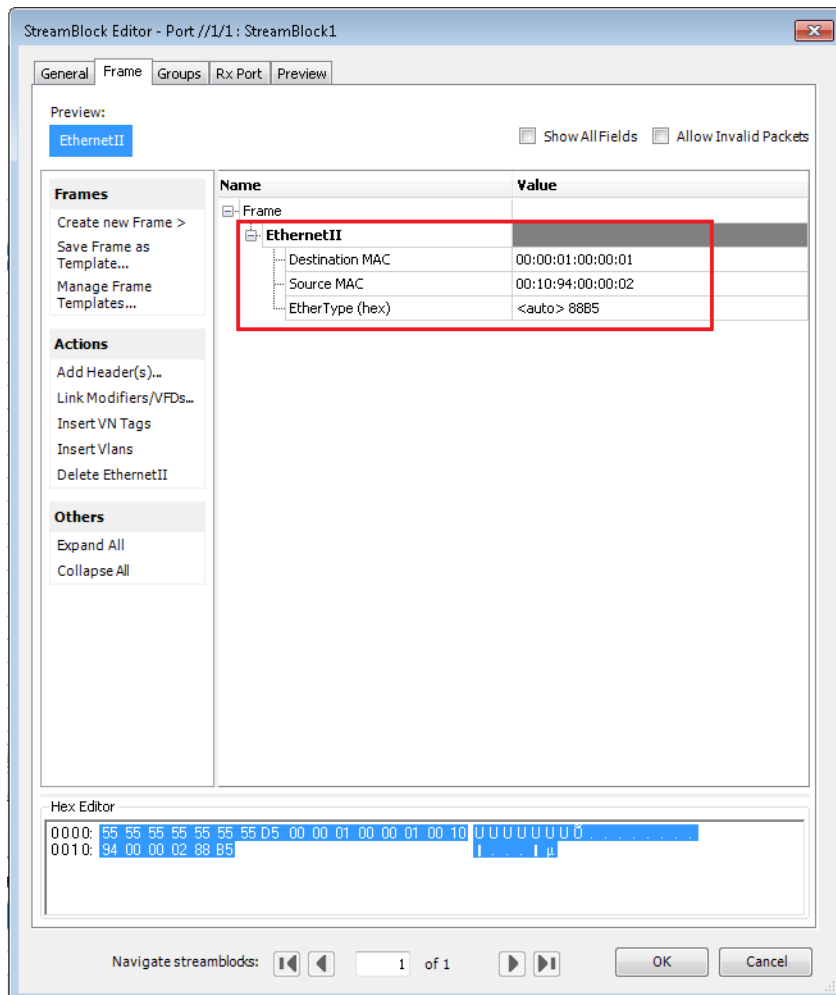 StreamBlock Editor - Port //1/1 : StreamBlock1
General Frame Groups Rx Port Preview
Preview:
EthernetII
Show All Fields Allow Invalid Packets
Frames
Create new Frame >
Save Frame as
Template...
Manage Frame
Templates...
Actions
Add Header(s)...
Link Modifiers/VFDs...
Insert VN Tags
Insert Vlans
Delete EthernetII
Others
Expand All
Collapse All
Name Value
Frame
EthernetII
Destination MAC 00:00:01:00:00:01
Source MAC 00:10:94:00:00:02
EtherType (hex) <auto> 88B5
Hex Editor
0000: 55 55 55 55 55 55 55 D5 00 00 01 00 00 01 00 10 U U U U U U U Õ . . . . . . . .
0010: 94 00 00 02 88 B5 | . . . | µ
Navigate streamblocks: 1 of 1 OK Cancel